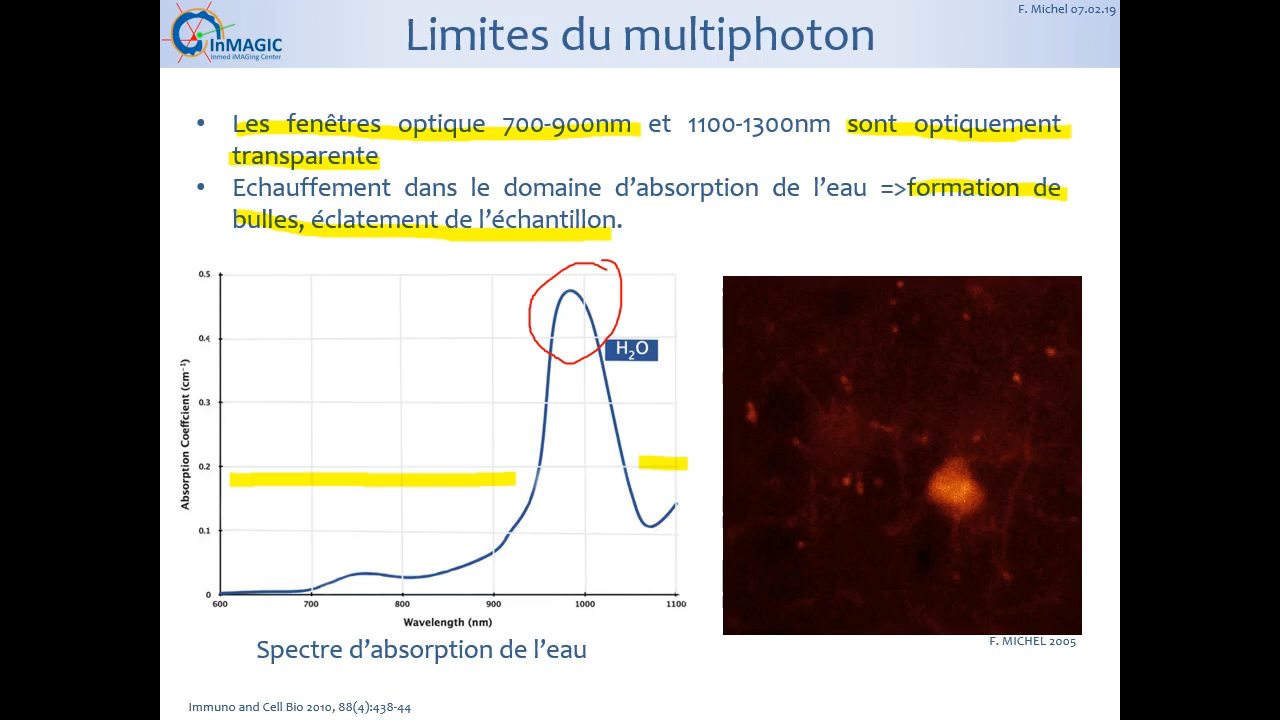 F. Michel 07.02.19
InMAGIC
Inmed iMAGing Center
Limites du multiphoton
• Les fenêtres optique 700-900nm et 1100-1300nm sont optiquement
transparente
• Echauffement dans le domaine d’absorption de l’eau =>formation de
bulles, éclatement de l’échantillon.
0.5
0.4
0.3
0.2
0.1
0
Absorption Coeffcient (cm⁻¹)
H₂O
600 700 800 900 1000 1100
Wavelength (nm)
Spectre d’absorption de l’eau
F. MICHEL 2005
Immuno and Cell Bio 2010, 88(4):438-44